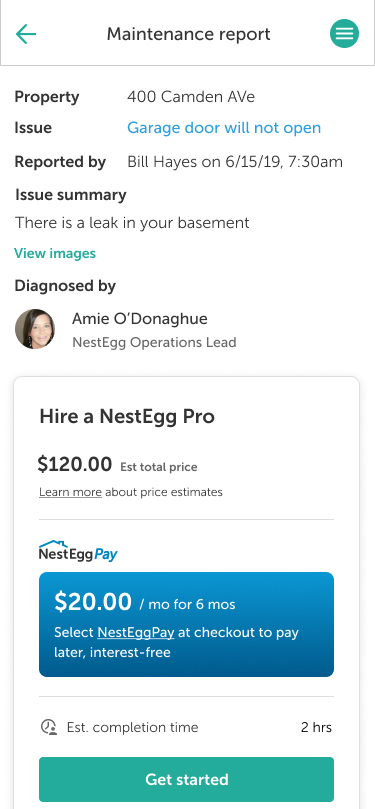 Maintenance report
Property 400 Camden AVe
Issue Garage door will not open
Reported by Bill Hayes on 6/15/19, 7:30am
Issue summary
There is a leak in your basement
View images
Diagnosed by
Amie O’Donaghue
NestEgg Operations Lead
Hire a NestEgg Pro
$120.00 Est total price
Learn more about price estimates
NestEggPay
$20.00 / mo for 6 mos
Select NestEggPay at checkout to pay
later, interest-free
Est. completion time 2 hrs
Get started